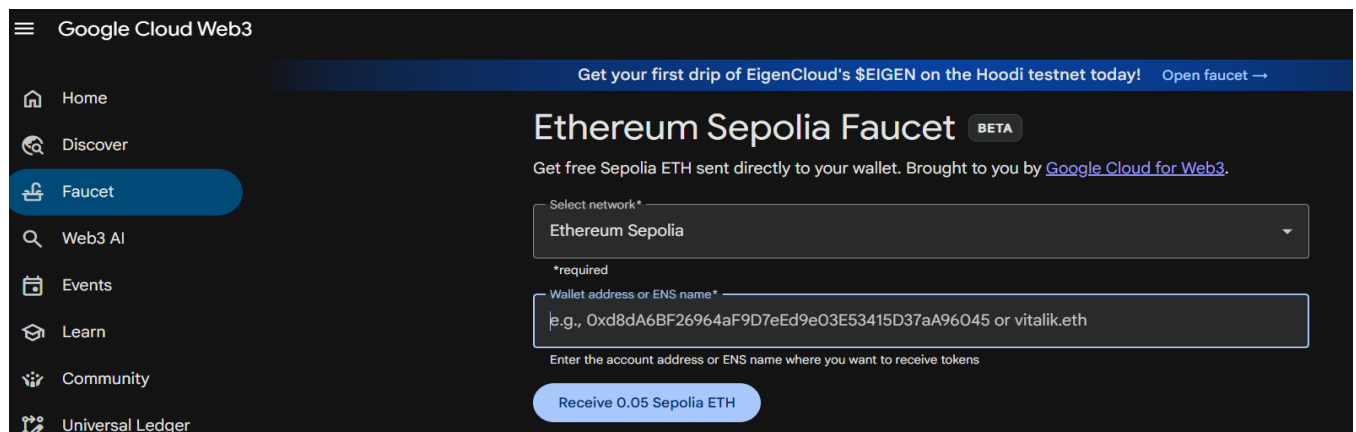 Google Cloud Web3
Get your first drip of EigenCloud's $EIGEN on the Hoodi testnet today! Open faucet →
Home
Discover
Faucet
Web3 AI
Events
Learn
Community
Universal Ledger
Ethereum Sepolia Faucet BETA
Get free Sepolia ETH sent directly to your wallet. Brought to you by Google Cloud for Web3.
Select network*
Ethereum Sepolia
*required
Wallet address or ENS name*
e.g., 0xd8dA6BF26964aF9D7eEd9e03E53415D37aA96045 or vitalik.eth
Enter the account address or ENS name where you want to receive tokens
Receive 0.05 Sepolia ETH